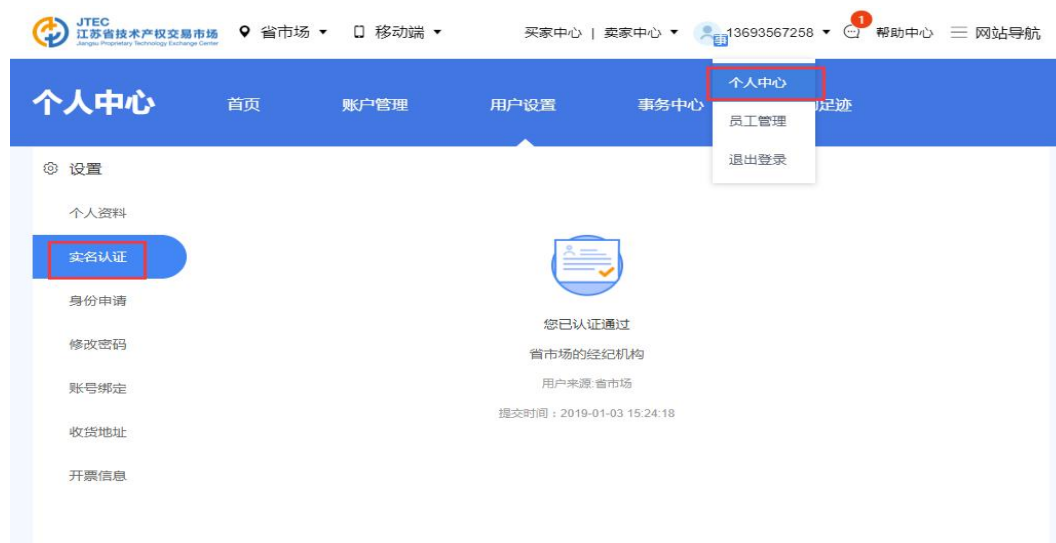 JTEC
江苏省技术产权交易市场
Jiangsu Proprietary Technology Exchange Center
省市场
移动端
买家中心 | 卖家中心
事
13693567258
1
帮助中心
网站导航
个人中心
首页
账户管理
用户设置
事务中心
足迹
个人中心
员工管理
退出登录
设置
个人资料
实名认证
身份申请
修改密码
账号绑定
收货地址
开票信息
您已认证通过
省市场的经纪机构
用户来源:省市场
提交时间：2019-01-03 15:24:18